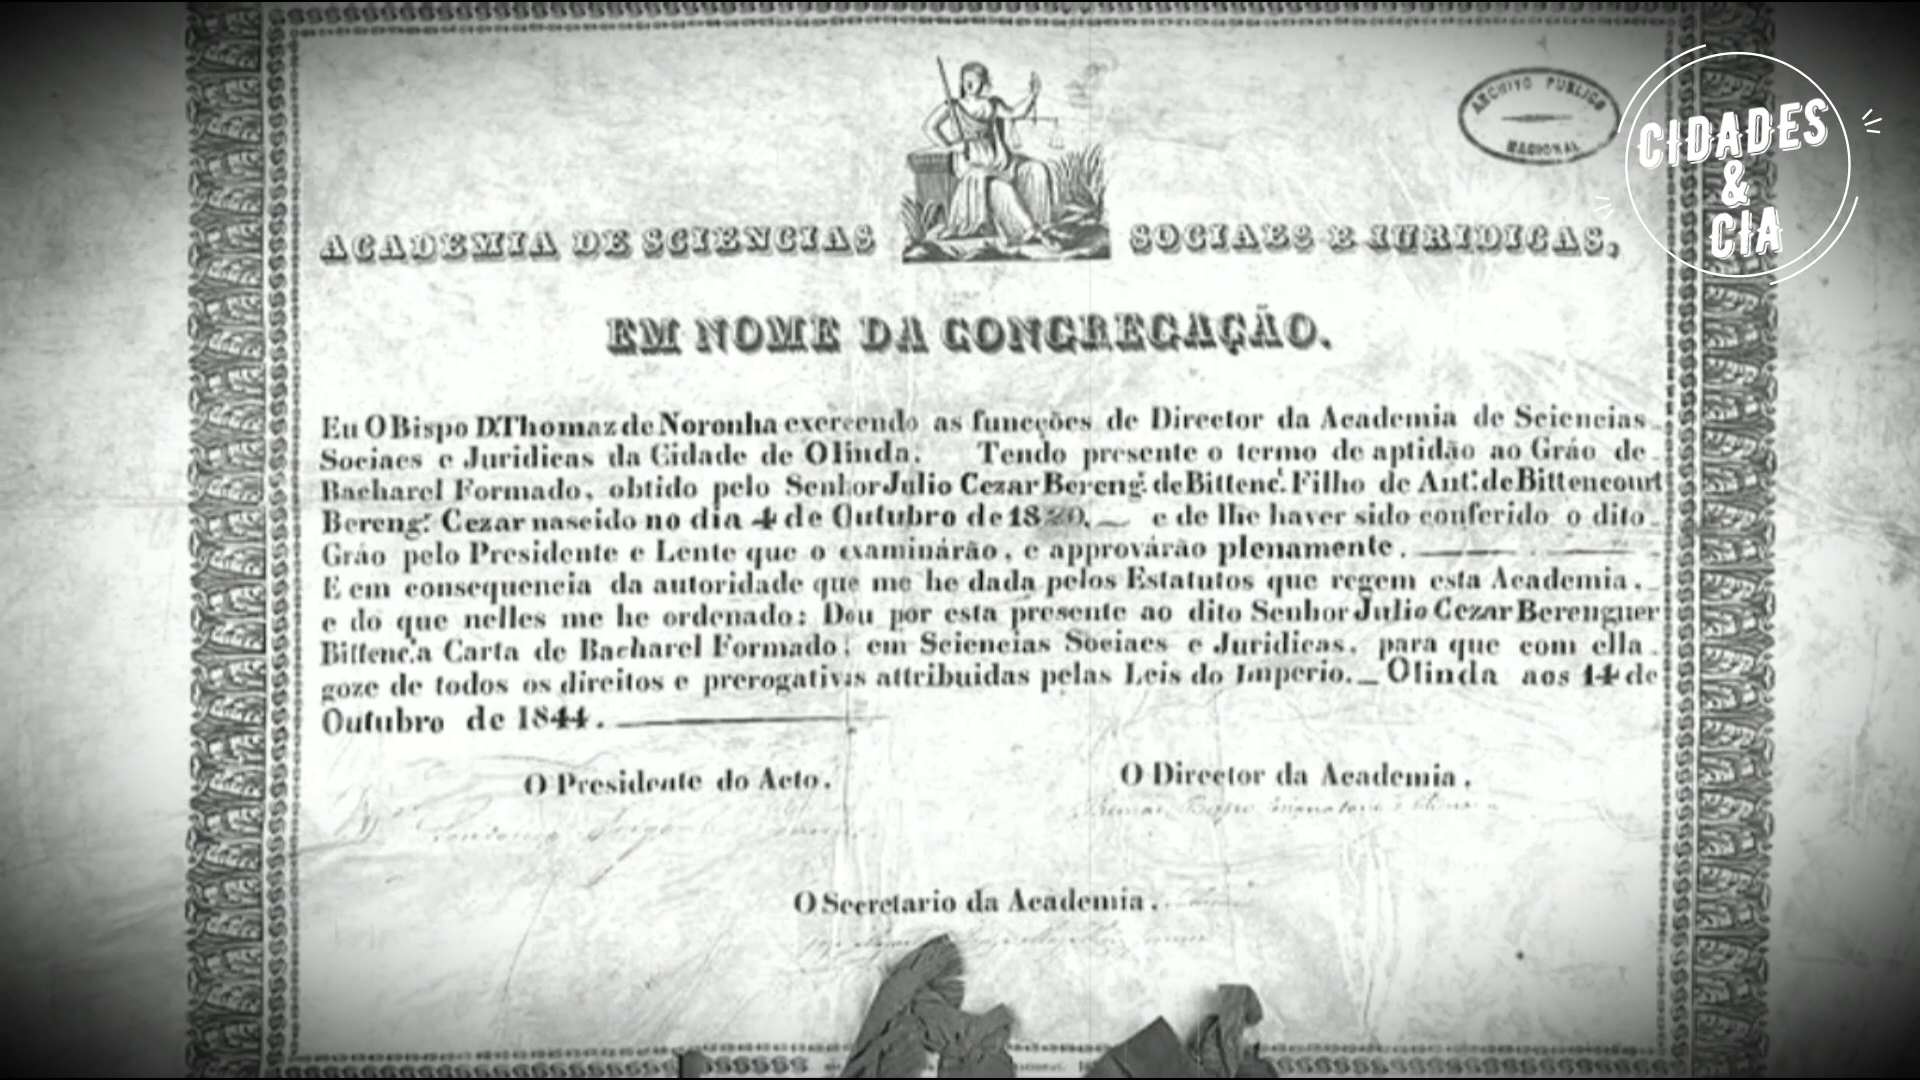 ARCHIVO PUBLICO
NACIONAL
CIDADES
&
CIA
ACADEMIA DE SCIENCIAS SOCIAES E JURIDICAS,
EM NOME DA CONGREGAÇÃO.
Eu O Bispo D. Thomaz de Noronha exercendo as funcções de Director da Academia de Sciencias
Sociaes e Juridicas da Cidade de Olinda. Tendo presente o termo de aptidão ao Gráo de
Bacharel Formado, obtido pelo Senhor Julio Cezar Bereng.r de Bittenc.t Filho de Ant.o de Bittencourt
Bereng.r Cezar nascido no dia 4 de Outubro de 1820. e de lhe haver sido conferido o dito
Gráo pelo Presidente e Lente que o examinárão, e approvárão plenamente.
E em consequencia da autoridade que me he dada pelos Estatutos que regem esta Academia,
e do que nelles me he ordenado: Dou por esta presente ao dito Senhor Julio Cezar Berenguer
Bittenc.t a Carta de Bacharel Formado, em Sciencias Sociaes e Juridicas, para que com ella
goze de todos os direitos e prerogativas attribuidas pelas Leis do Imperio. _ Olinda aos 14 de
Outubro de 1844.
O Presidente do Acto. O Director da Academia.
O Secretario da Academia.